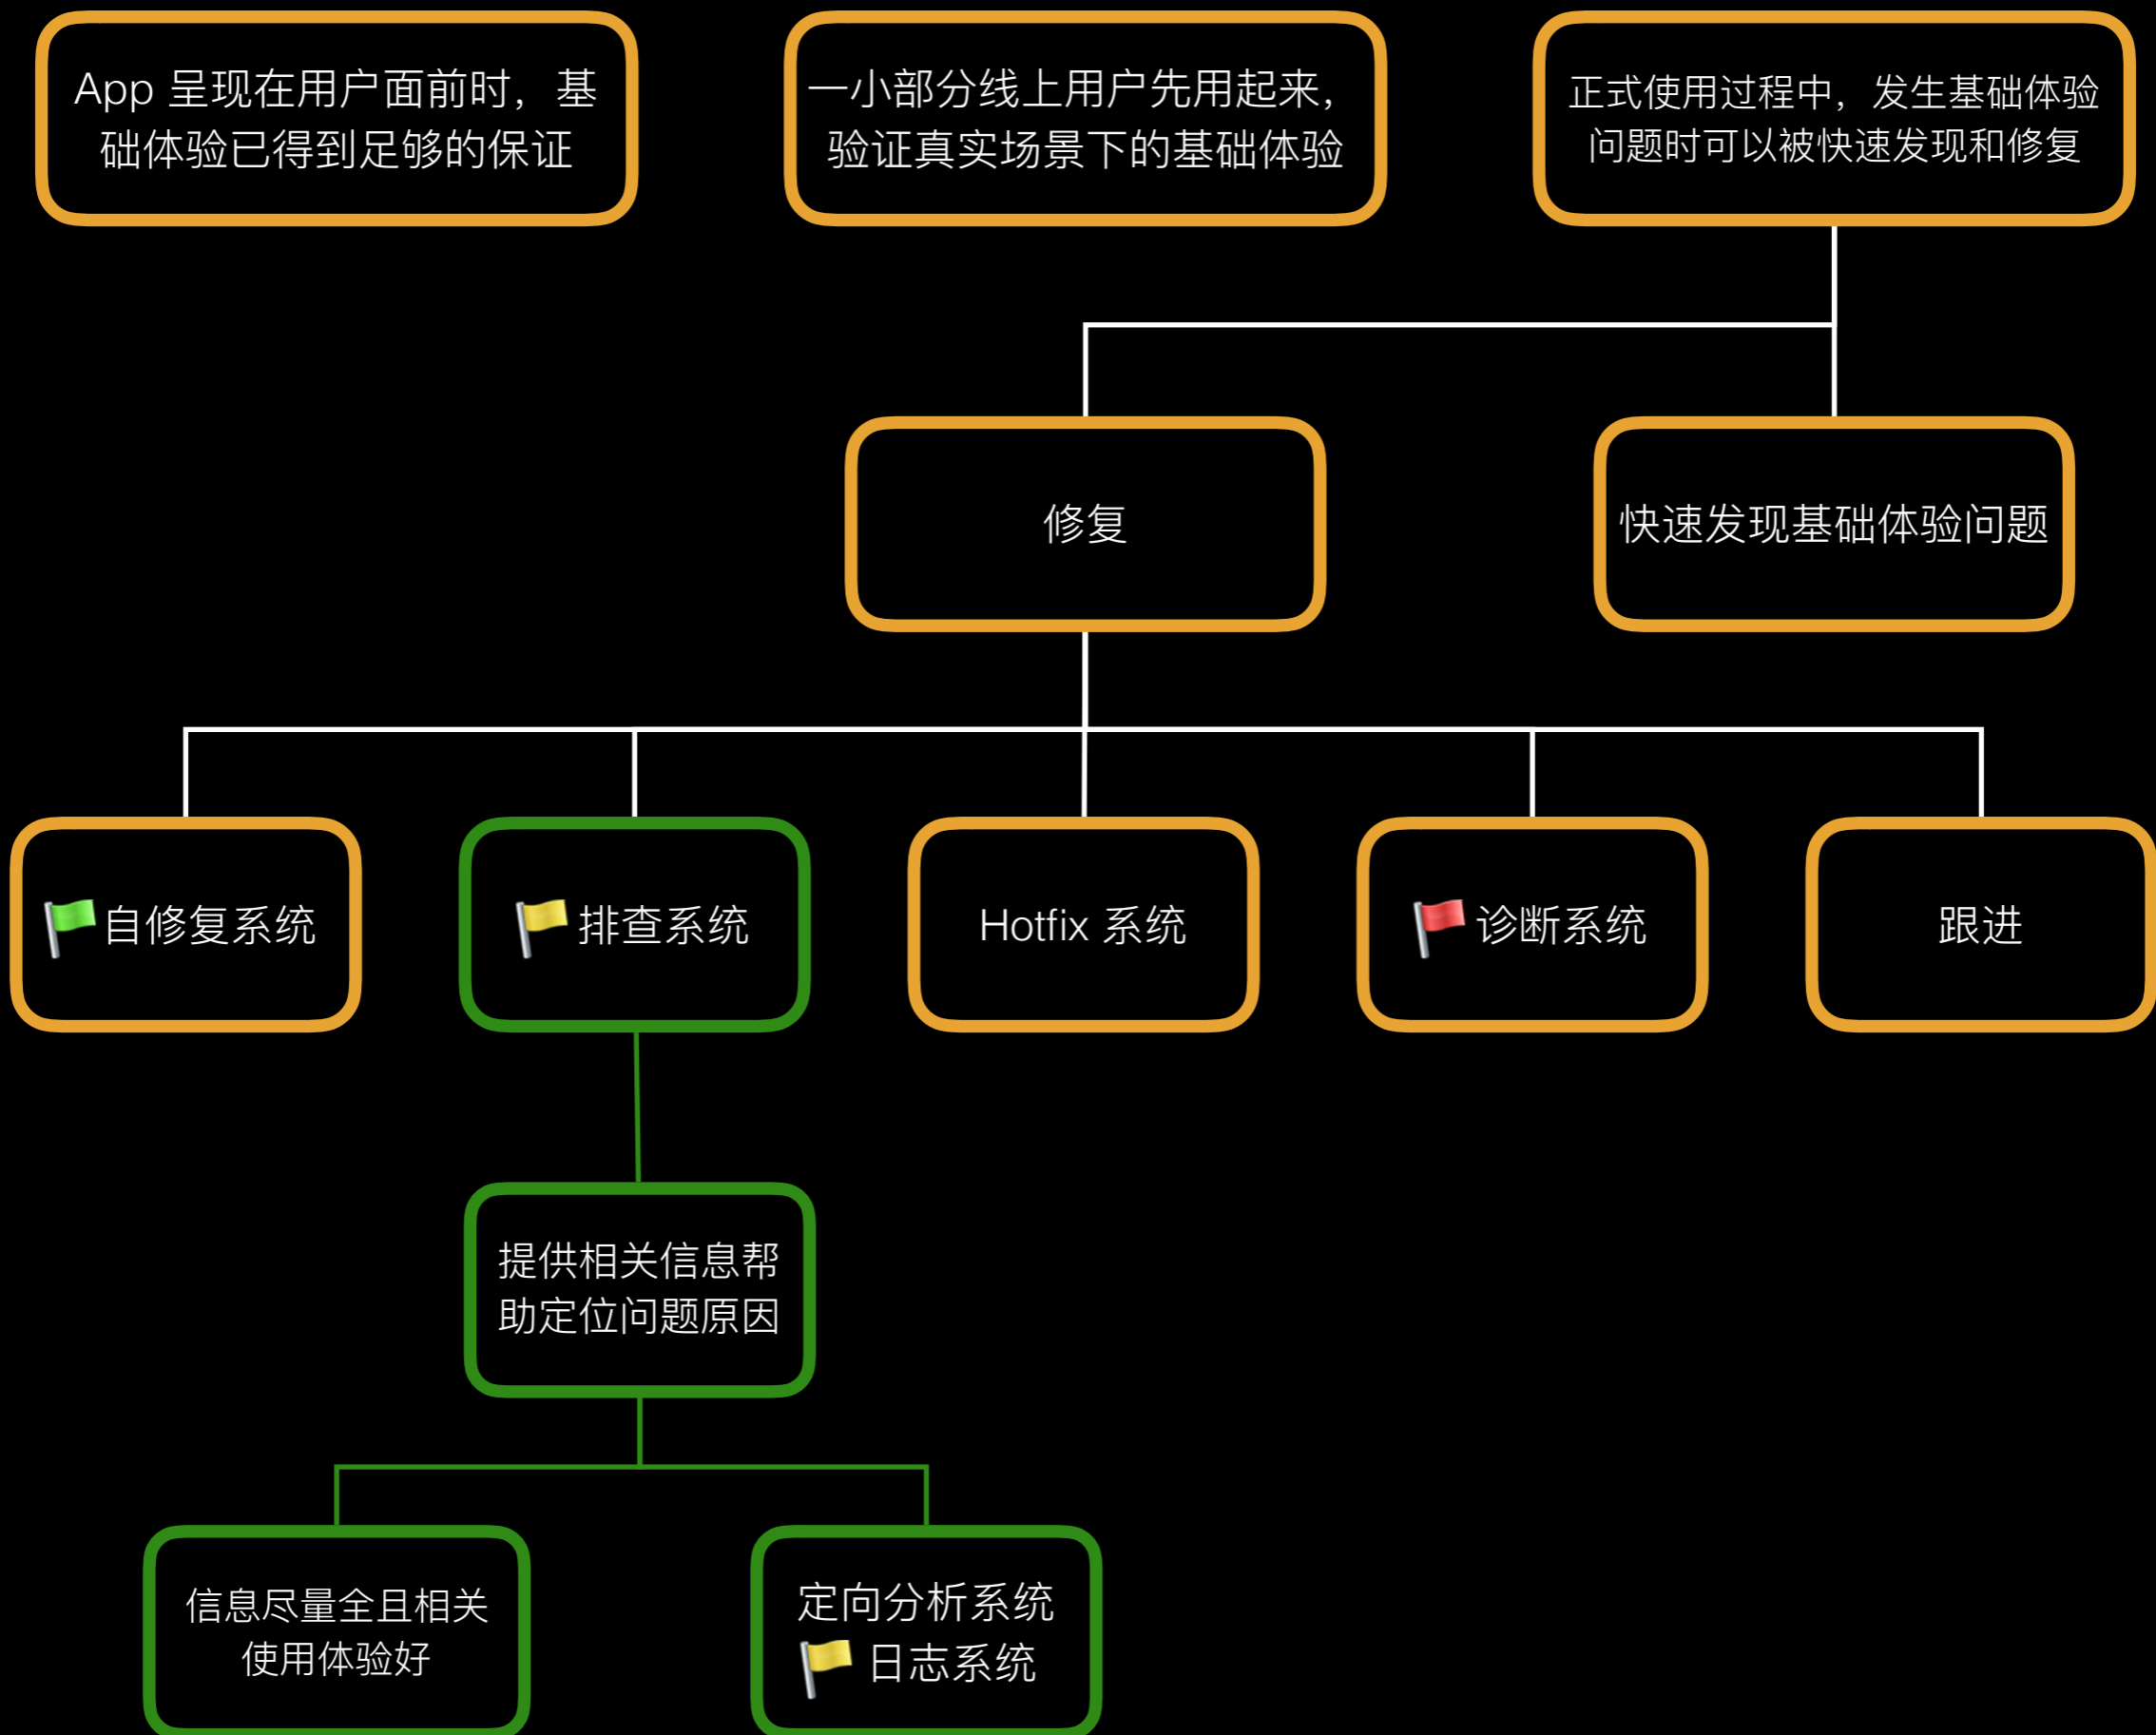 App 呈现在用户面前时，基
础体验已得到足够的保证
一小部分线上用户先用起来，
验证真实场景下的基础体验
正式使用过程中，发生基础体验
问题时可以被快速发现和修复
修复
快速发现基础体验问题
自修复系统
排查系统
Hotfix 系统
诊断系统
跟进
提供相关信息帮
助定位问题原因
信息尽量全且相关
使用体验好
定向分析系统
日志系统